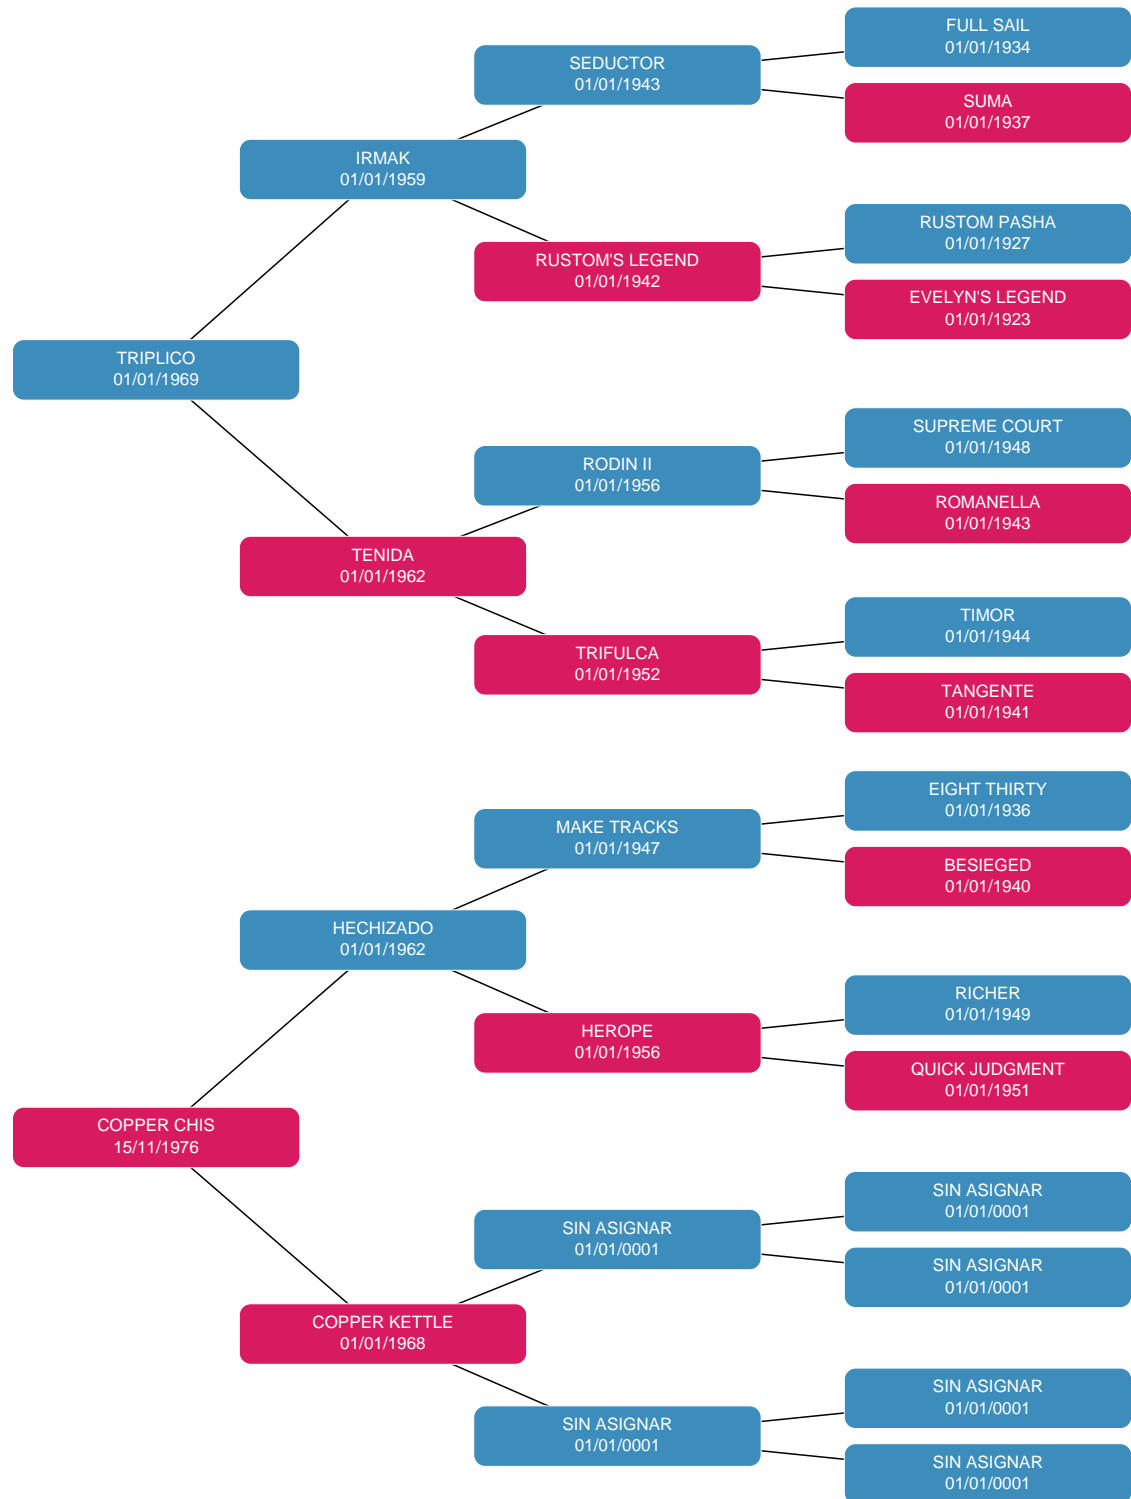 FULL SAIL
01/01/1934
SEDUCTOR
01/01/1943
SUMA
01/01/1937
IRMAK
01/01/1959
RUSTOM PASHA
01/01/1927
RUSTOM'S LEGEND
01/01/1942
EVELYN'S LEGEND
01/01/1923
TRIPLICO
01/01/1969
SUPREME COURT
01/01/1948
RODIN II
01/01/1956
ROMANELLA
01/01/1943
TENIDA
01/01/1962
TIMOR
01/01/1944
TRIFULCA
01/01/1952
TANGENTE
01/01/1941
EIGHT THIRTY
01/01/1936
MAKE TRACKS
01/01/1947
BESIEGED
01/01/1940
HECHIZADO
01/01/1962
RICHER
01/01/1949
HEROPE
01/01/1956
QUICK JUDGMENT
01/01/1951
COPPER CHIS
15/11/1976
SIN ASIGNAR
01/01/0001
SIN ASIGNAR
01/01/0001
SIN ASIGNAR
01/01/0001
COPPER KETTLE
01/01/1968
SIN ASIGNAR
01/01/0001
SIN ASIGNAR
01/01/0001
SIN ASIGNAR
01/01/0001